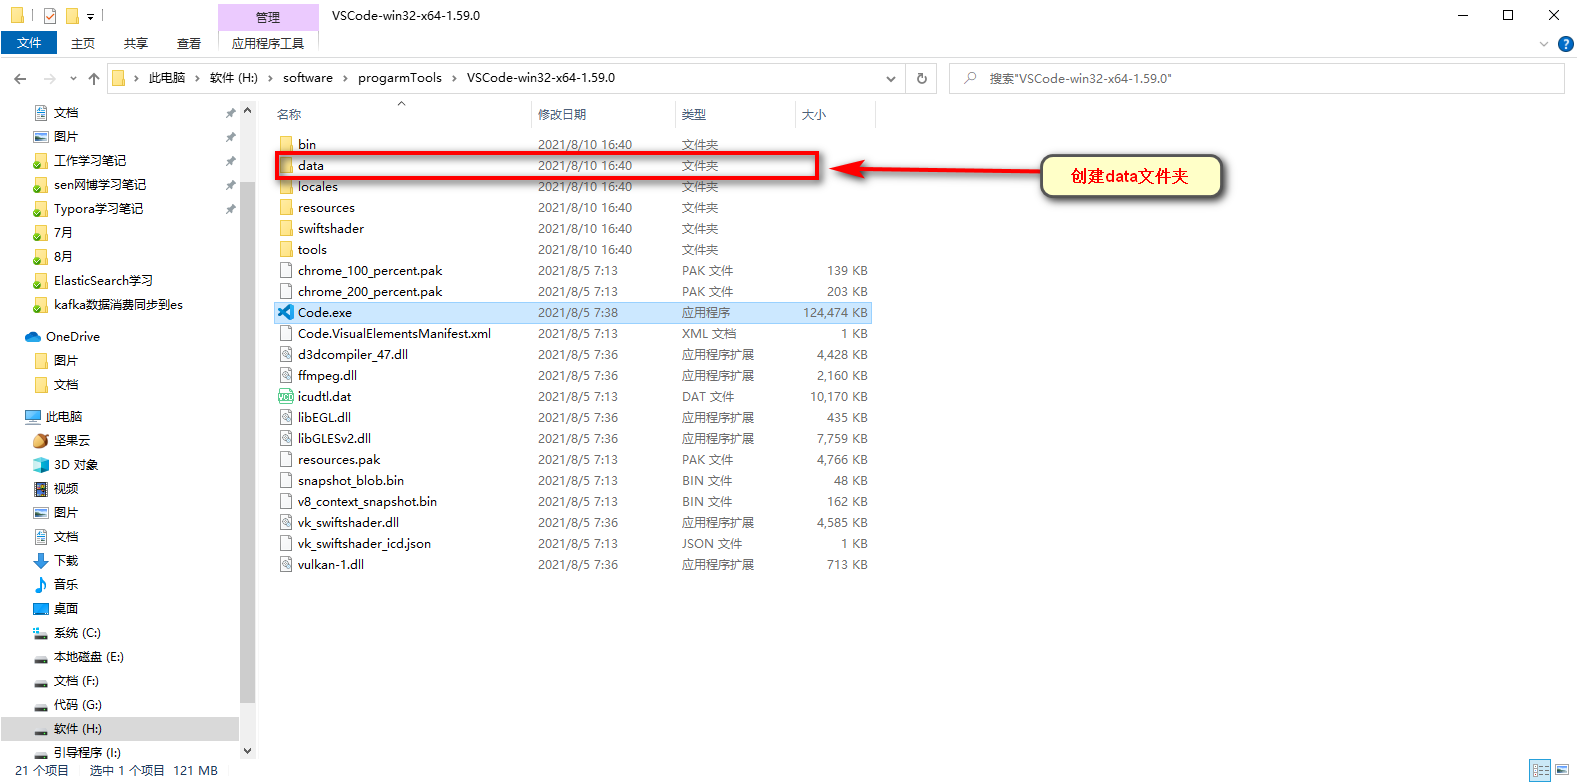 管理
VSCode-win32-x64-1.59.0
文件
主页
共享
查看
应用程序工具
此电脑 > 软件 (H:) > software > progarmTools > VSCode-win32-x64-1.59.0
搜索"VSCode-win32-x64-1.59.0"
文档
图片
工作学习笔记
sen网博学习笔记
Typora学习笔记
7月
8月
ElasticSearch学习
kafka数据消费同步到es
OneDrive
图片
文档
此电脑
坚果云
3D 对象
视频
图片
文档
下载
音乐
桌面
系统 (C:)
本地磁盘 (E:)
文档 (F:)
代码 (G:)
软件 (H:)
引导程序 (I:)
名称 修改日期 类型 大小
bin 2021/8/10 16:40 文件夹
data 2021/8/10 16:40 文件夹
locales 2021/8/10 16:40 文件夹
resources 2021/8/10 16:40 文件夹
swiftshader 2021/8/10 16:40 文件夹
tools 2021/8/10 16:40 文件夹
chrome_100_percent.pak 2021/8/5 7:13 PAK 文件 139 KB
chrome_200_percent.pak 2021/8/5 7:13 PAK 文件 203 KB
Code.exe 2021/8/5 7:38 应用程序 124,474 KB
Code.VisualElementsManifest.xml 2021/8/5 7:13 XML 文档 1 KB
d3dcompiler_47.dll 2021/8/5 7:36 应用程序扩展 4,428 KB
ffmpeg.dll 2021/8/5 7:36 应用程序扩展 2,160 KB
icudtl.dat 2021/8/5 7:13 DAT 文件 10,170 KB
libEGL.dll 2021/8/5 7:36 应用程序扩展 435 KB
libGLESv2.dll 2021/8/5 7:36 应用程序扩展 7,759 KB
resources.pak 2021/8/5 7:13 PAK 文件 4,766 KB
snapshot_blob.bin 2021/8/5 7:13 BIN 文件 48 KB
v8_context_snapshot.bin 2021/8/5 7:13 BIN 文件 162 KB
vk_swiftshader.dll 2021/8/5 7:36 应用程序扩展 4,585 KB
vk_swiftshader_icd.json 2021/8/5 7:13 JSON 文件 1 KB
vulkan-1.dll 2021/8/5 7:36 应用程序扩展 713 KB
创建data文件夹
21 个项目 选中 1 个项目 121 MB